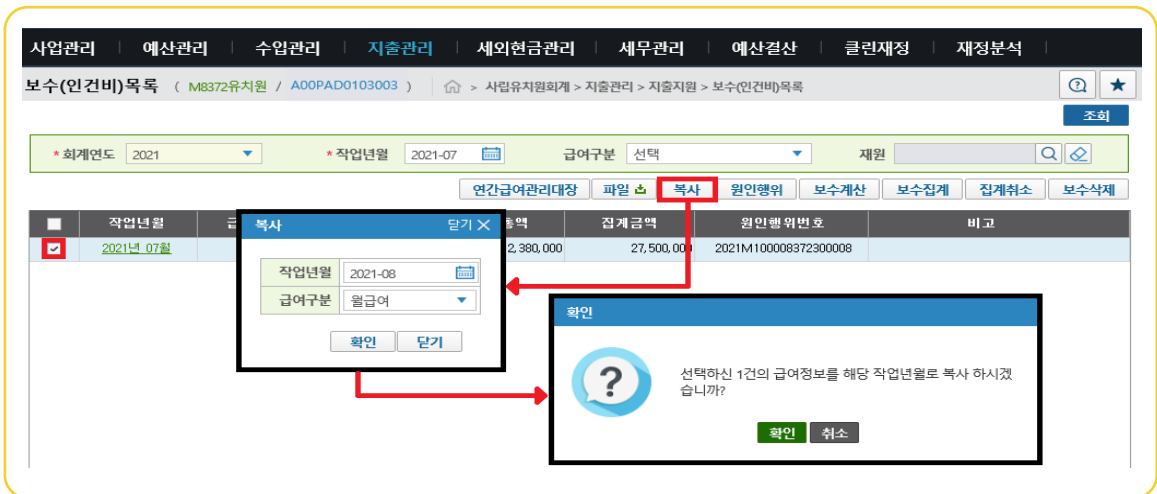 사업관리 예산관리 수입관리 지출관리 세외현금관리 세무관리 예산결산 클린재정 재정분석
보수(인건비)목록 ( M8372유치원 / A00PAD0103003 ) > 사립유치원회계 > 지출관리 > 지출지원 > 보수(인건비)목록
조회
* 회계연도 2021 * 작업년월 2021-07 급여구분 선택 재원
연간급여관리대장 파일 복사 원인행위 보수계산 보수집계 집계취소 보수삭제
작업년월 집계금액 원인행위번호 비고
2021년 07월 2,380,000 27,500,000 2021M100008372300008
복사 닫기 X
작업년월 2021-08
급여구분 월급여
확인 닫기
확인
선택하신 1건의 급여정보를 해당 작업년월로 복사 하시겠
습니까?
확인 취소